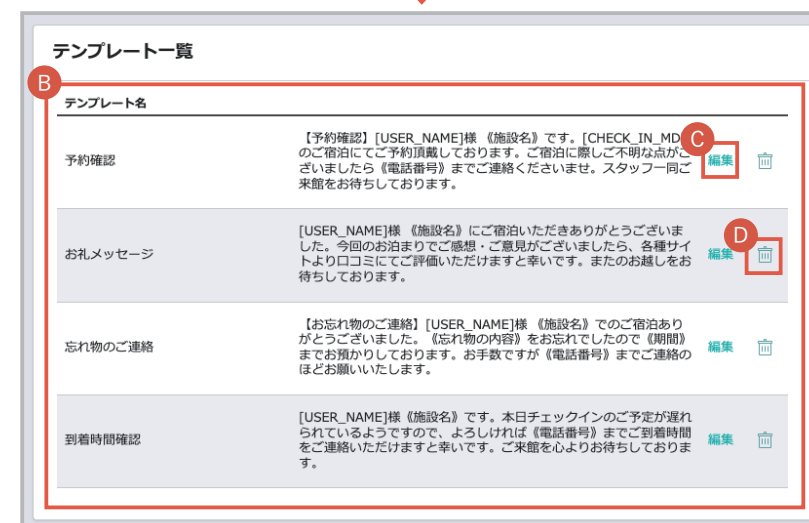 テンプレート一覧
B
テンプレート名
予約確認
【予約確認】[USER_NAME]様 《施設名》です。[CHECK_IN_MD
のご宿泊にてご予約頂戴しております。ご宿泊に際しご不明な点がご
ざいましたら《電話番号》までご連絡くださいませ。スタッフ一同ご
来館をお待ちしております。
C
編集
お礼メッセージ
[USER_NAME]様 《施設名》にご宿泊いただきありがとうございま
した。今回のお泊まりでご感想・ご意見がございましたら、各種サイ
トより口コミにてご評価いただけますと幸いです。またのお越しをお
待ちしております。
編集
D
忘れ物のご連絡
【お忘れ物のご連絡】[USER_NAME]様 《施設名》でのご宿泊あり
がとうございました。《忘れ物の内容》をお忘れでしたので《期間》
までお預かりしております。お手数ですが《電話番号》までご連絡の
ほどお願いいたします。
編集
到着時間確認
[USER_NAME]様《施設名》です。本日チェックインのご予定が遅れ
られているようですので、よろしければ《電話番号》までご到着時間
をご連絡いただけますと幸いです。ご来館を心よりお待ちしておりま
す。
編集